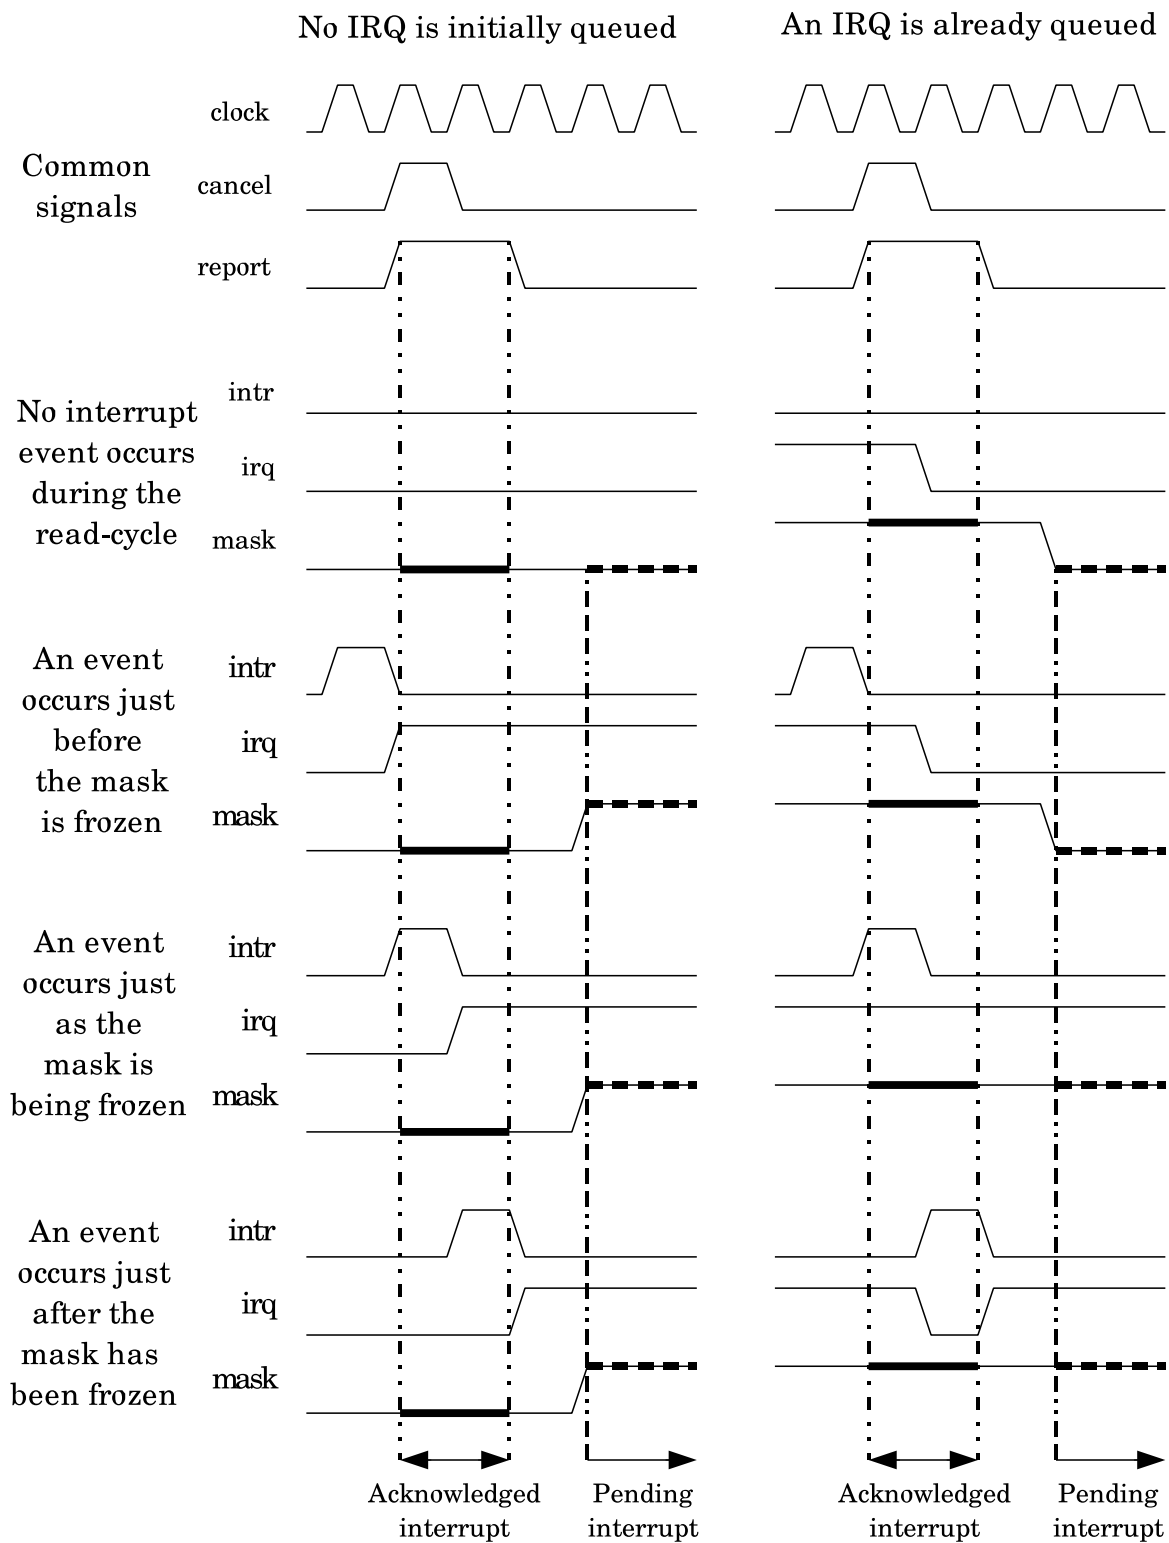 No IRQ is initially queued
An IRQ is already queued
clock
Common
signals
cancel
report
No interrupt
event occurs
during the
read-cycle
intr
irq
mask
An event
occurs just
before
the mask
is frozen
intr
irq
mask
An event
occurs just
as the
mask is
being frozen
intr
irq
mask
An event
occurs just
after the
mask has
been frozen
intr
irq
mask
Acknowledged
interrupt
Pending
interrupt
Acknowledged
interrupt
Pending
interrupt